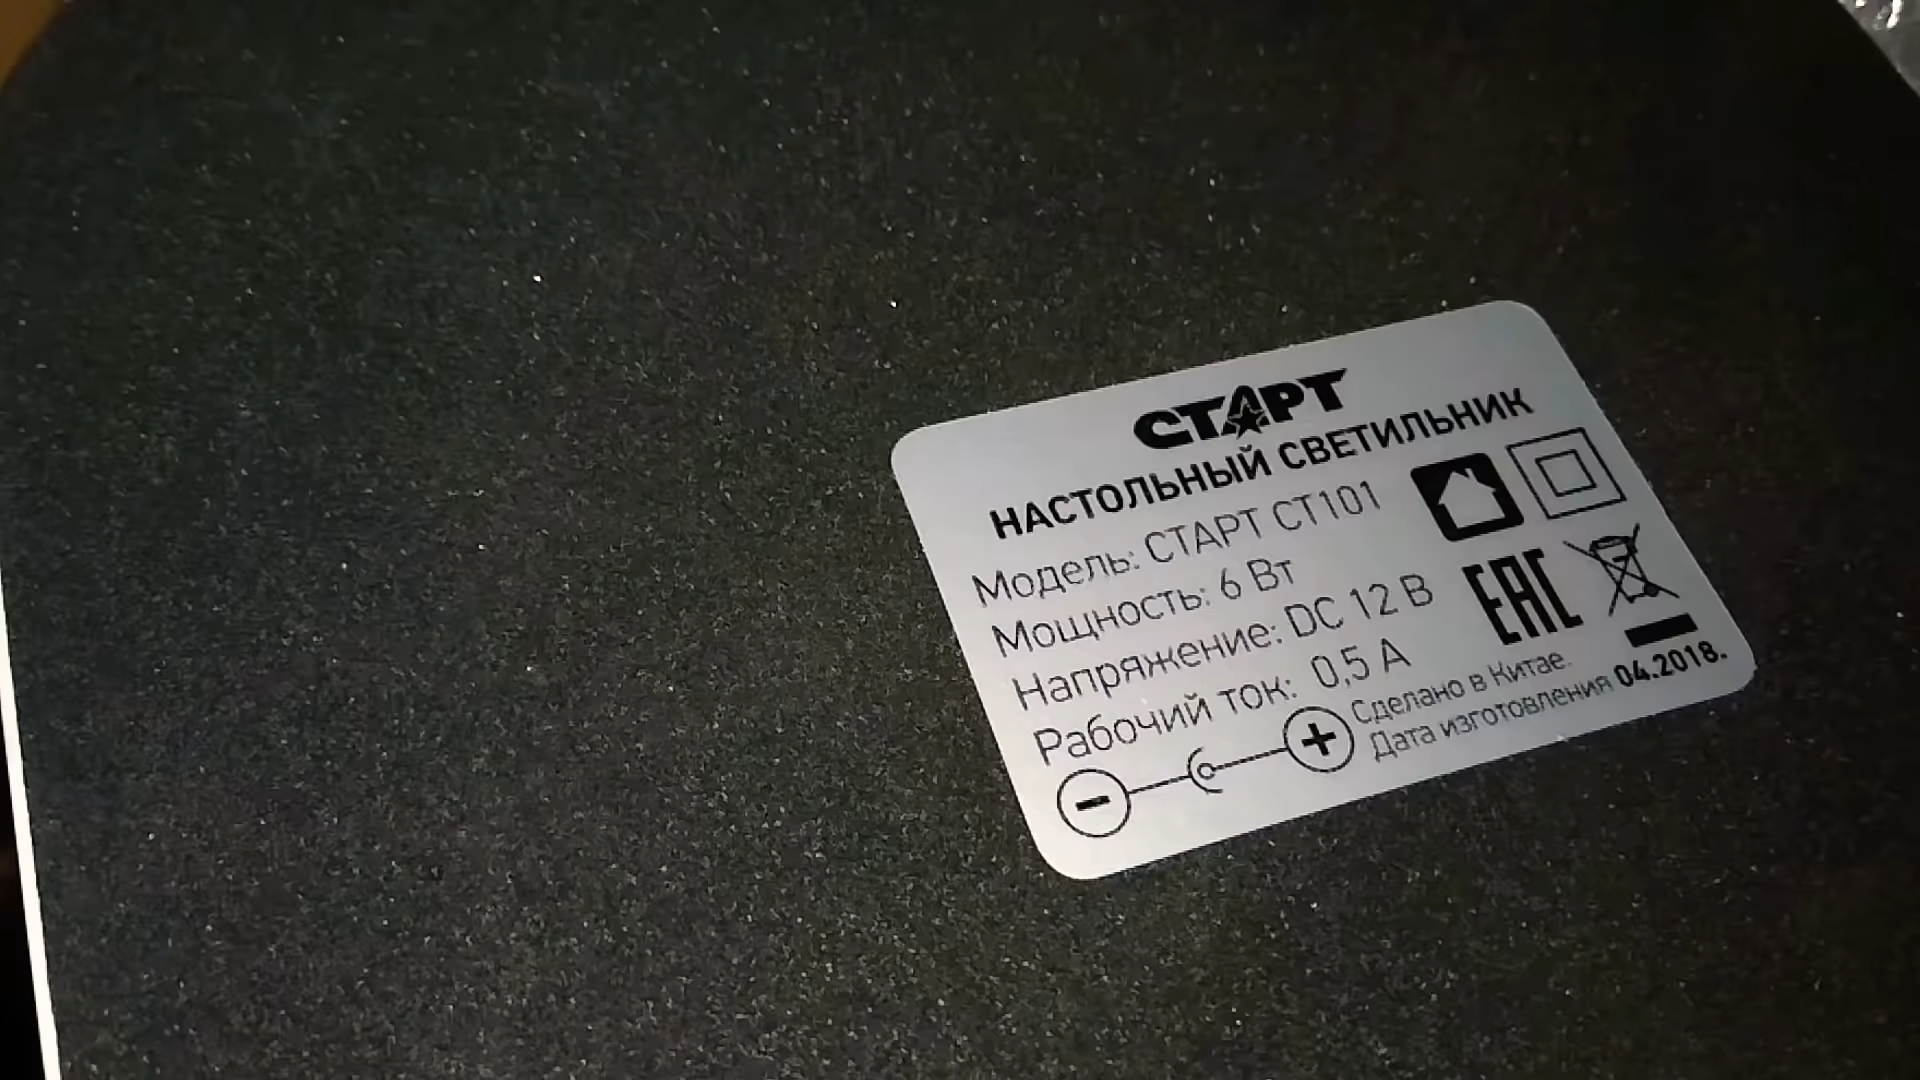 СТАРТ
НАСТОЛЬНЫЙ СВЕТИЛЬНИК
Модель: СТАРТ СТ101
Мощность: 6 Вт
Напряжение: DC 12 В
Рабочий ток: 0,5 А
EAC
Сделано в Китае.
Дата изготовления 04.2018.